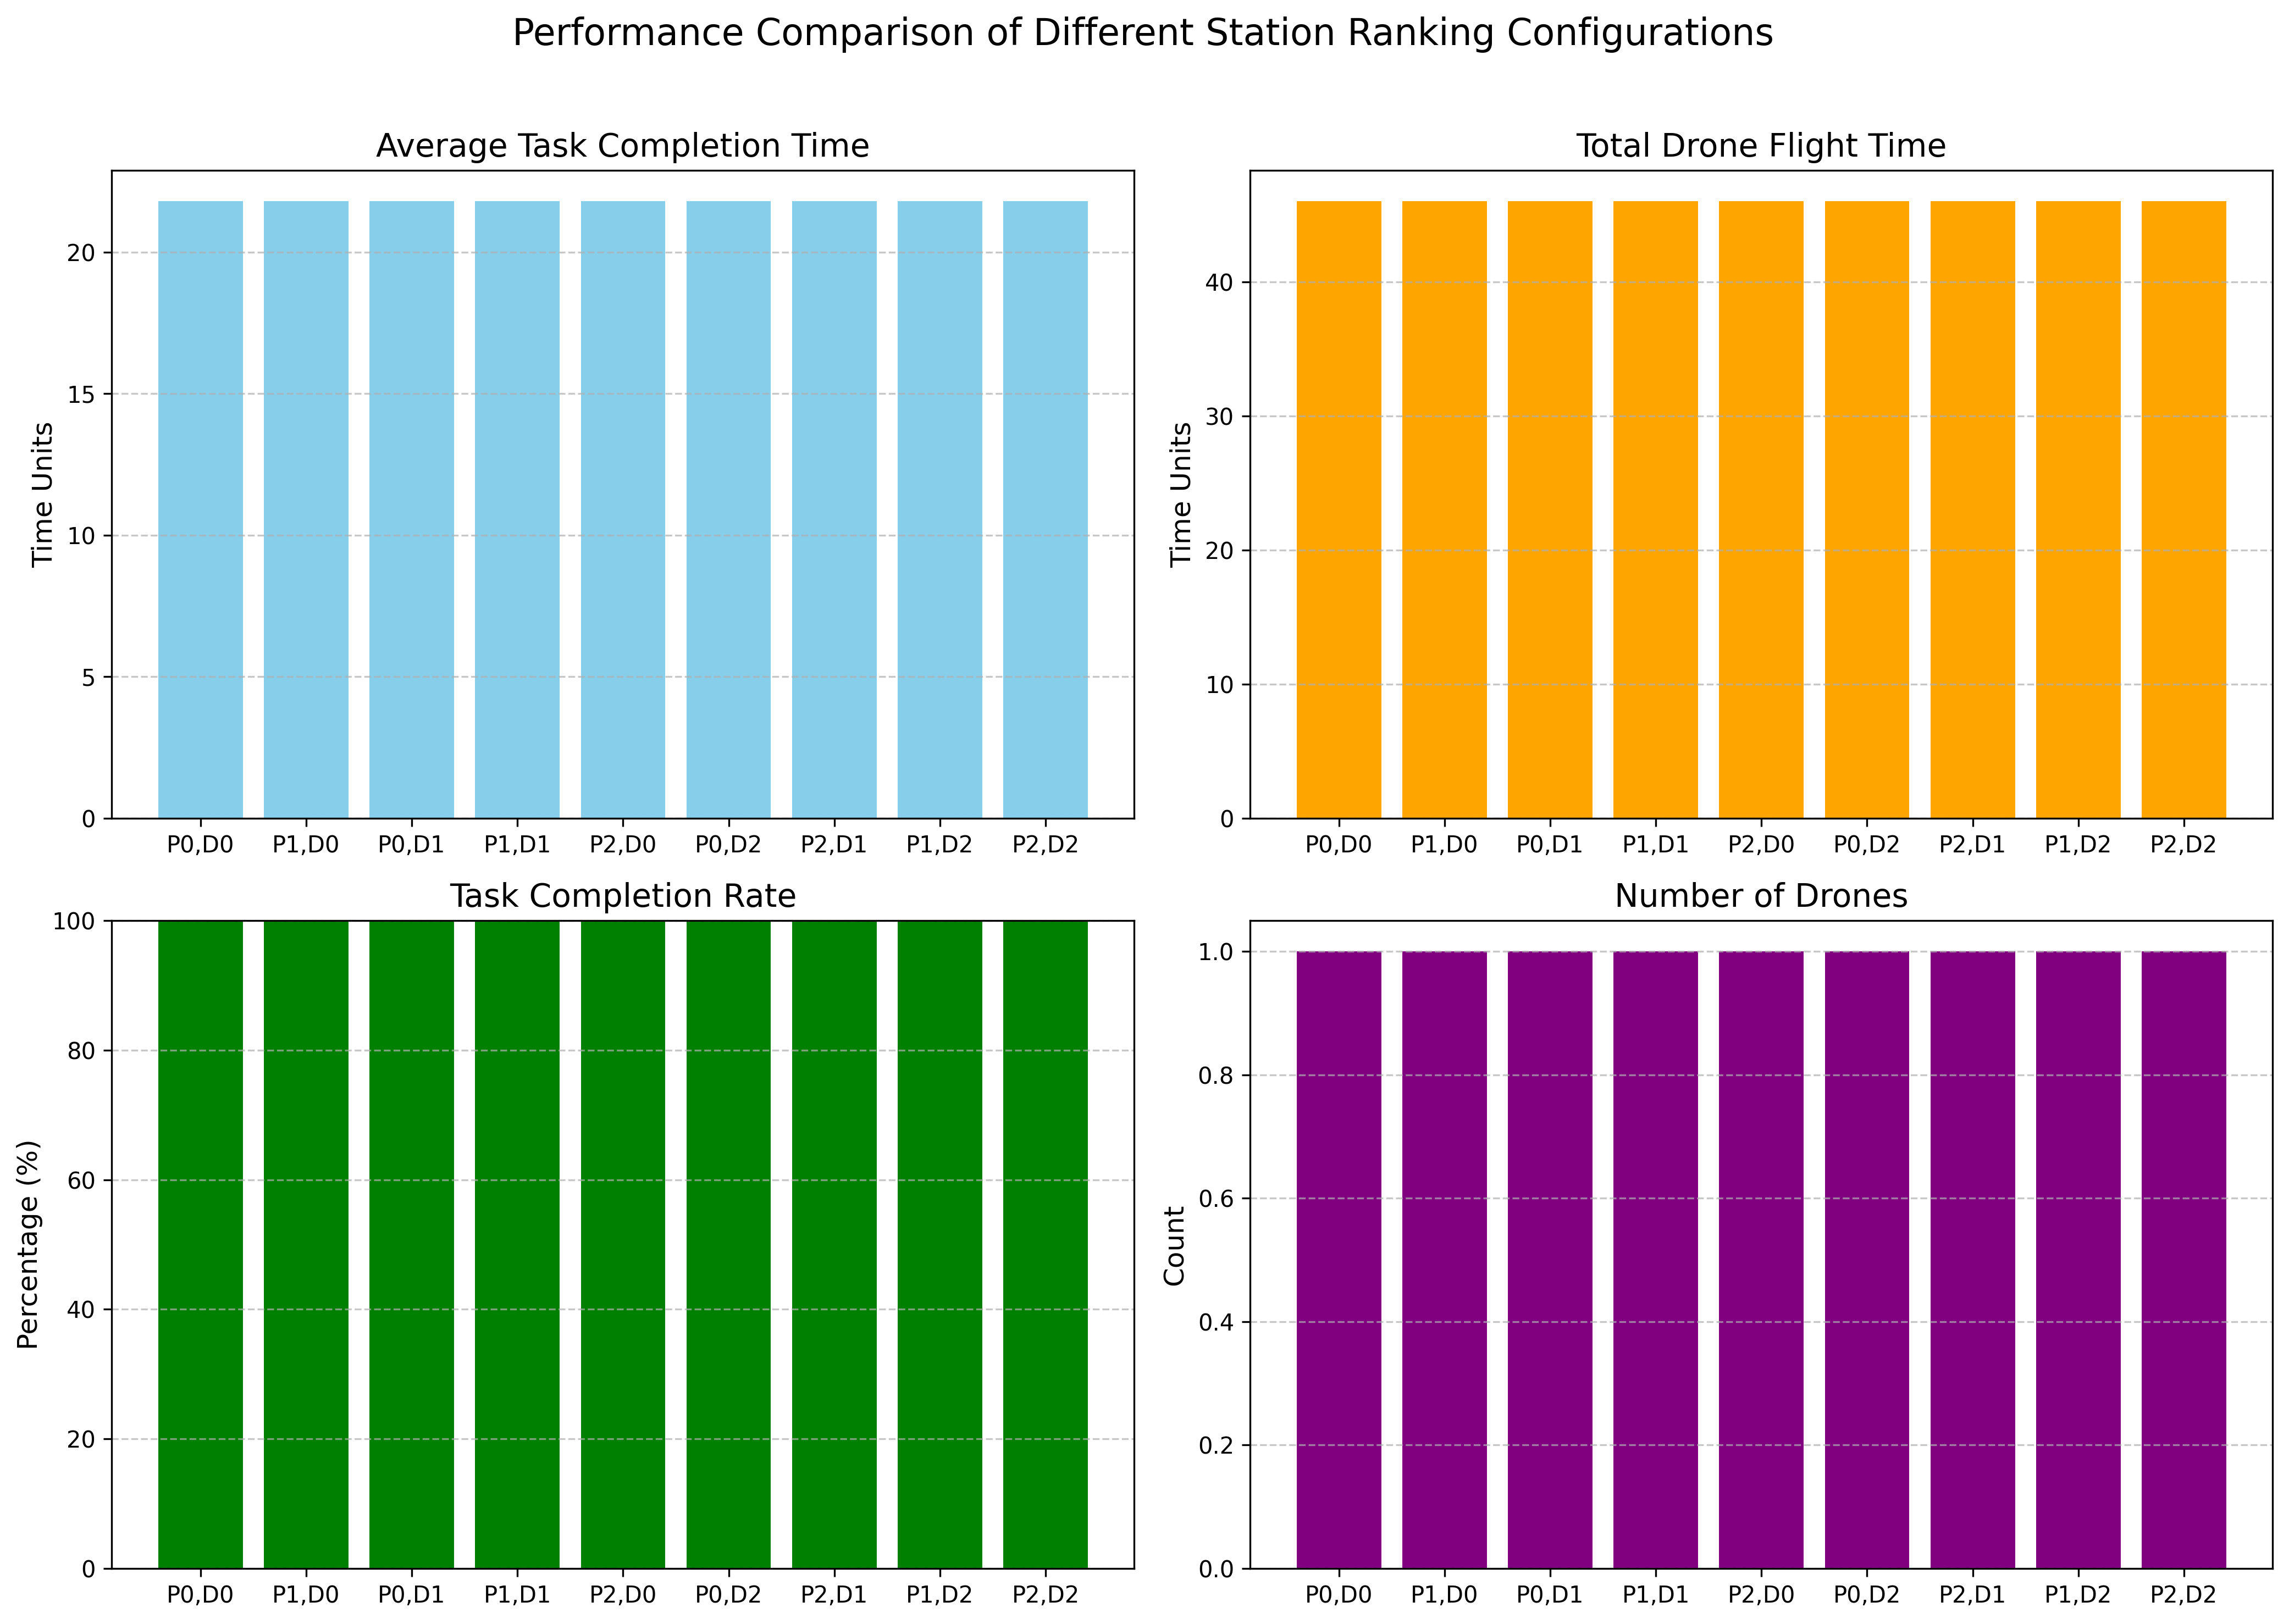 Performance Comparison of Different Station Ranking Configurations
Average Task Completion Time
Time Units
20
15
10
5
0
P0,D0 P1,D0 P0,D1 P1,D1 P2,D0 P0,D2 P2,D1 P1,D2 P2,D2
Total Drone Flight Time
Time Units
40
30
20
10
0
P0,D0 P1,D0 P0,D1 P1,D1 P2,D0 P0,D2 P2,D1 P1,D2 P2,D2
Task Completion Rate
Percentage (%)
100
80
60
40
20
0
P0,D0 P1,D0 P0,D1 P1,D1 P2,D0 P0,D2 P2,D1 P1,D2 P2,D2
Number of Drones
Count
1.0
0.8
0.6
0.4
0.2
0.0
P0,D0 P1,D0 P0,D1 P1,D1 P2,D0 P0,D2 P2,D1 P1,D2 P2,D2